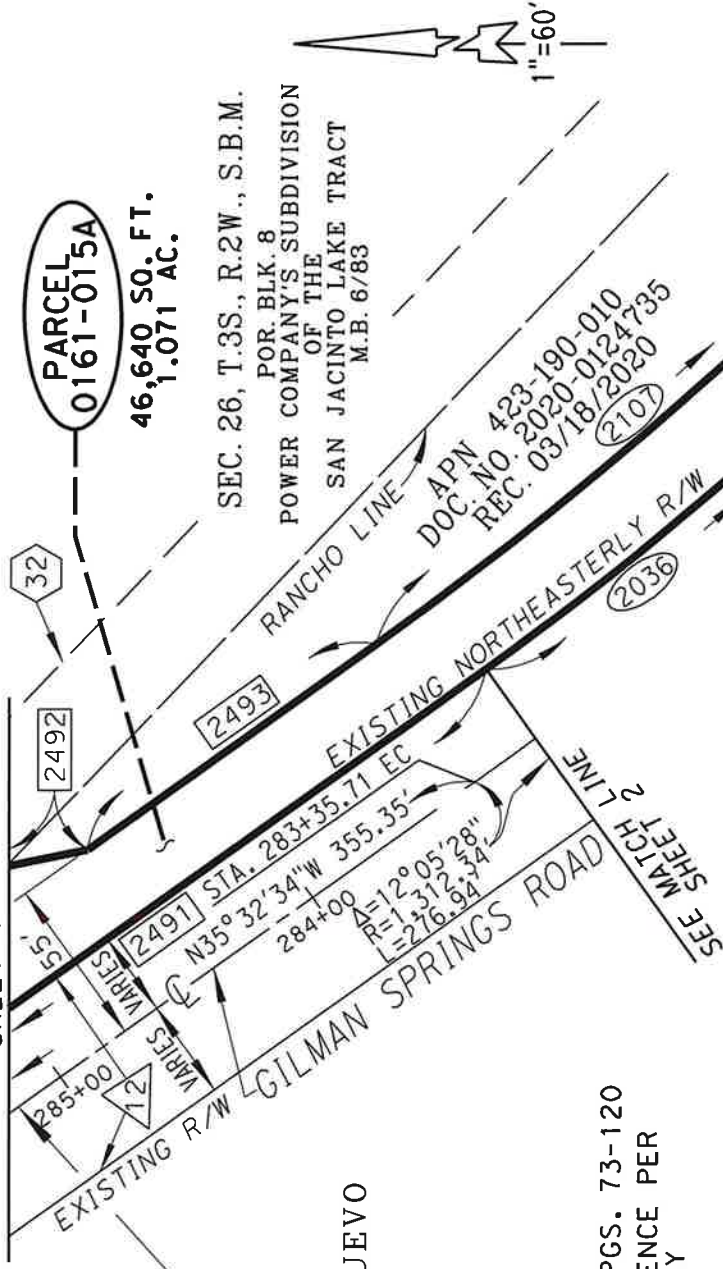 PARCEL
0161-015A
46,640 SQ. FT.
1.071 AC.
1"=60'
SEC. 26, T.3S., R.2W., S.B.M.
POR. BLK. 8
POWER COMPANY'S SUBDIVISION
OF THE
SAN JACINTO LAKE TRACT
M.B. 6/83
32
2492
RANCHO LINE
APN 423-190-010
DOC. NO. 2020-0124735
REC. 03/18/2020
2107
2493
EXISTING NORTHEASTERLY R/W
2036
2491
STA. 283+35.71 EC
N35°32'34"W 355.35'
284+00
Δ=12°05'28"
R=1,312.34'
L=276.94'
55'
VARIES
VARIES
285+00
12
EXISTING R/W
GILMAN SPRINGS ROAD
SEE MATCH LINE
SHEET 2
UEVO
PGS. 73-120
ENCE PER
Y